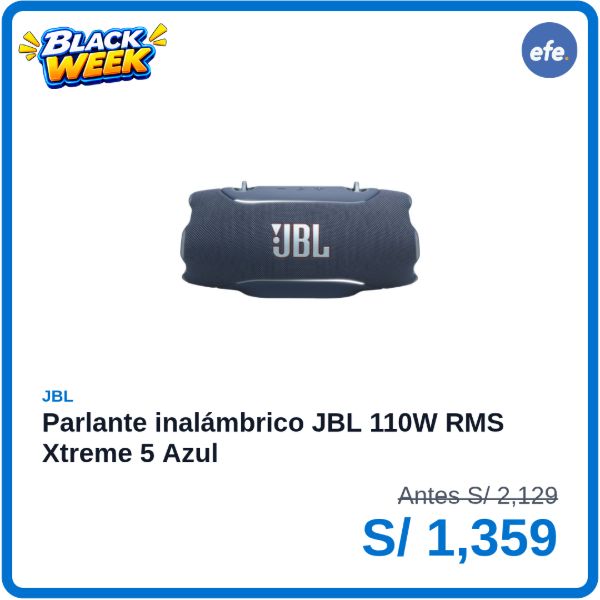 BLACK
WEEK
efe.
JBL
JBL
Parlante inalámbrico JBL 110W RMS
Xtreme 5 Azul
Antes S/ 2,129
S/ 1,359